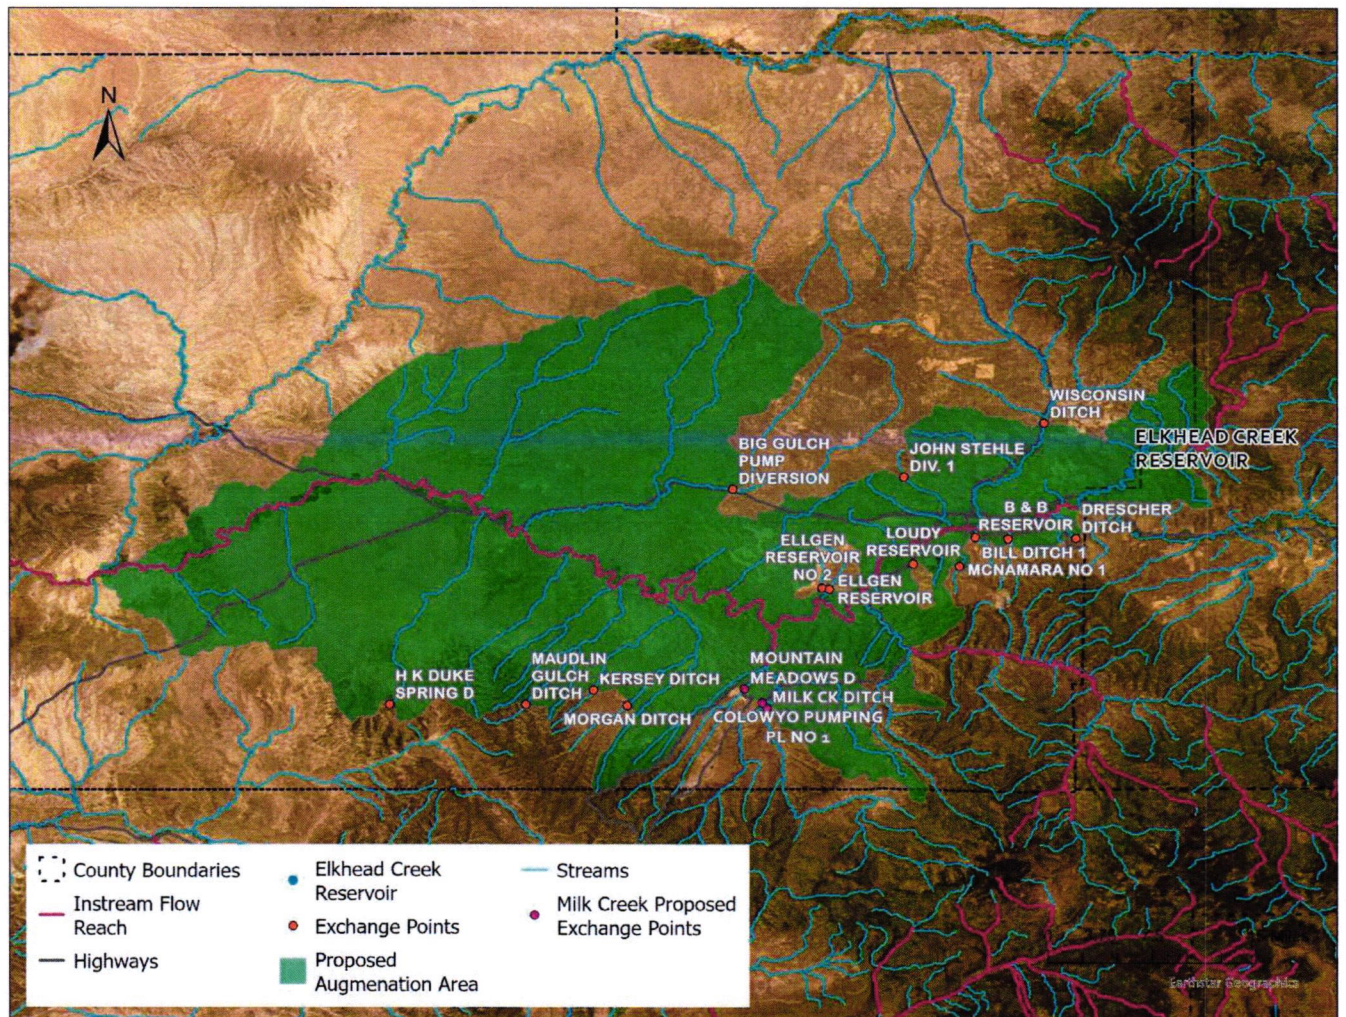 N
WISCONSIN
DITCH
ELKHEAD CREEK
RESERVOIR
BIG GULCH
PUMP
DIVERSION
JOHN STEHLE
DIV. 1
B & B
RESERVOIR
DRESCHER
DITCH
ELLGEN
RESERVOIR
NO 2
LOUDY
RESERVOIR
BILL DITCH 1
MCNAMARA NO 1
ELLGEN
RESERVOIR
H K DUKE
SPRING D
MAUDLIN
GULCH
DITCH
KERSEY DITCH
MORGAN DITCH
MOUNTAIN
MEADOWS D
MILK CK DITCH
COLOWYO PUMPING
PL NO 1
County Boundaries
Instream Flow
Reach
Highways
Elkhead Creek
Reservoir
Exchange Points
Proposed
Augmenation Area
Streams
Milk Creek Proposed
Exchange Points
Earthstar Geographics